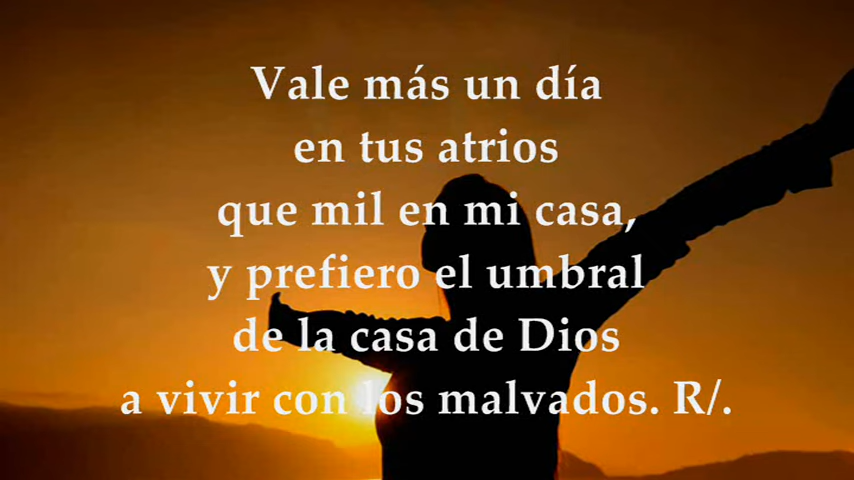 Vale más un día
en tus atrios
que mil en mi casa,
y prefiero el umbral
de la casa de Dios
a vivir con los malvados. R/.